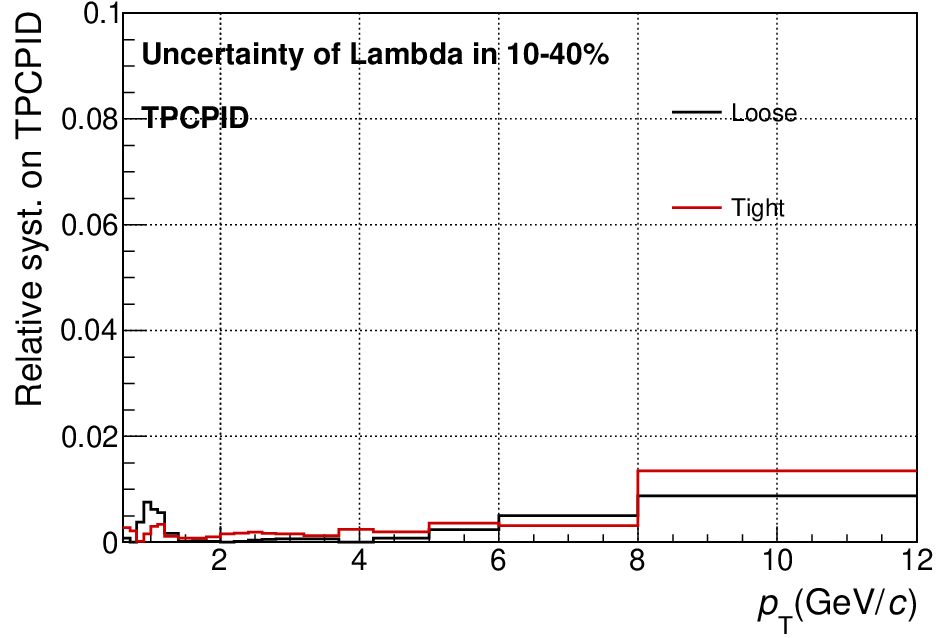 Relative syst. on TPCPID
0.1
0.08
0.06
0.04
0.02
0
Uncertainty of Lambda in 10-40%
TPCPID
Loose
Tight
2 4 6 8 10 12
pT(GeV/c)